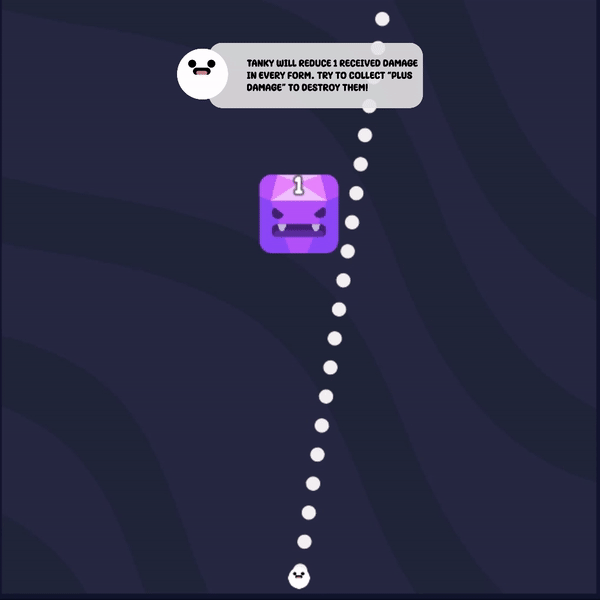 TANKY WILL REDUCE 1 RECEIVED DAMAGE
IN EVERY FORM. TRY TO COLLECT "PLUS
DAMAGE" TO DESTROY THEM!
1